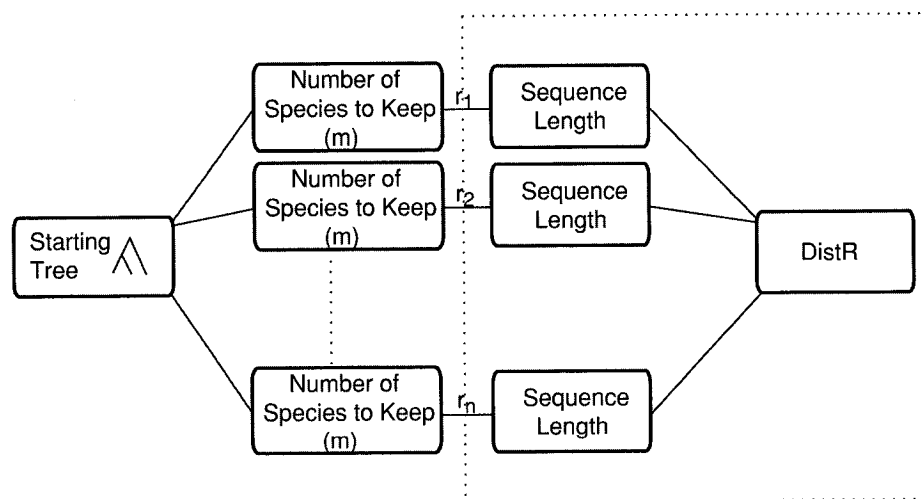 Number of
Species to Keep
(m)
r1
Sequence
Length
Number of
Species to Keep
(m)
r2
Sequence
Length
Starting
Tree
DistR
Number of
Species to Keep
(m)
rn
Sequence
Length